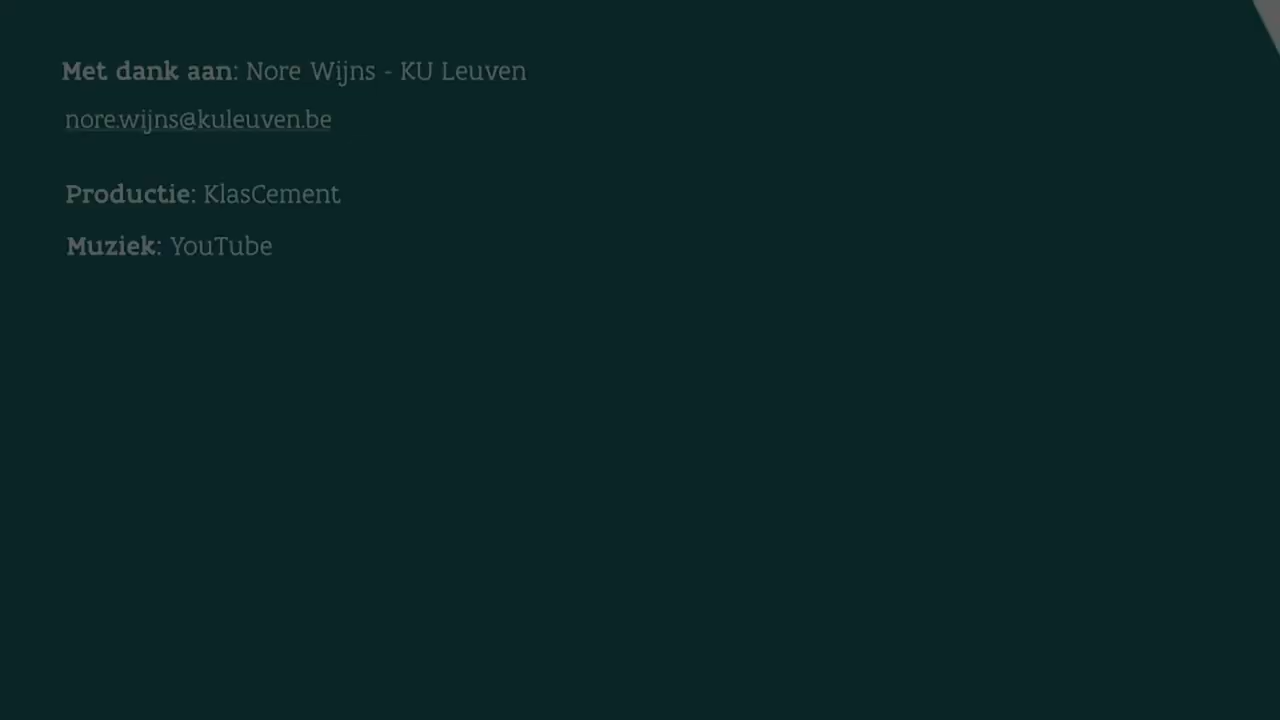 Met dank aan: Nore Wijns - KU Leuven
nore.wijns@kuleuven.be
Productie: KlasCement
Muziek: YouTube